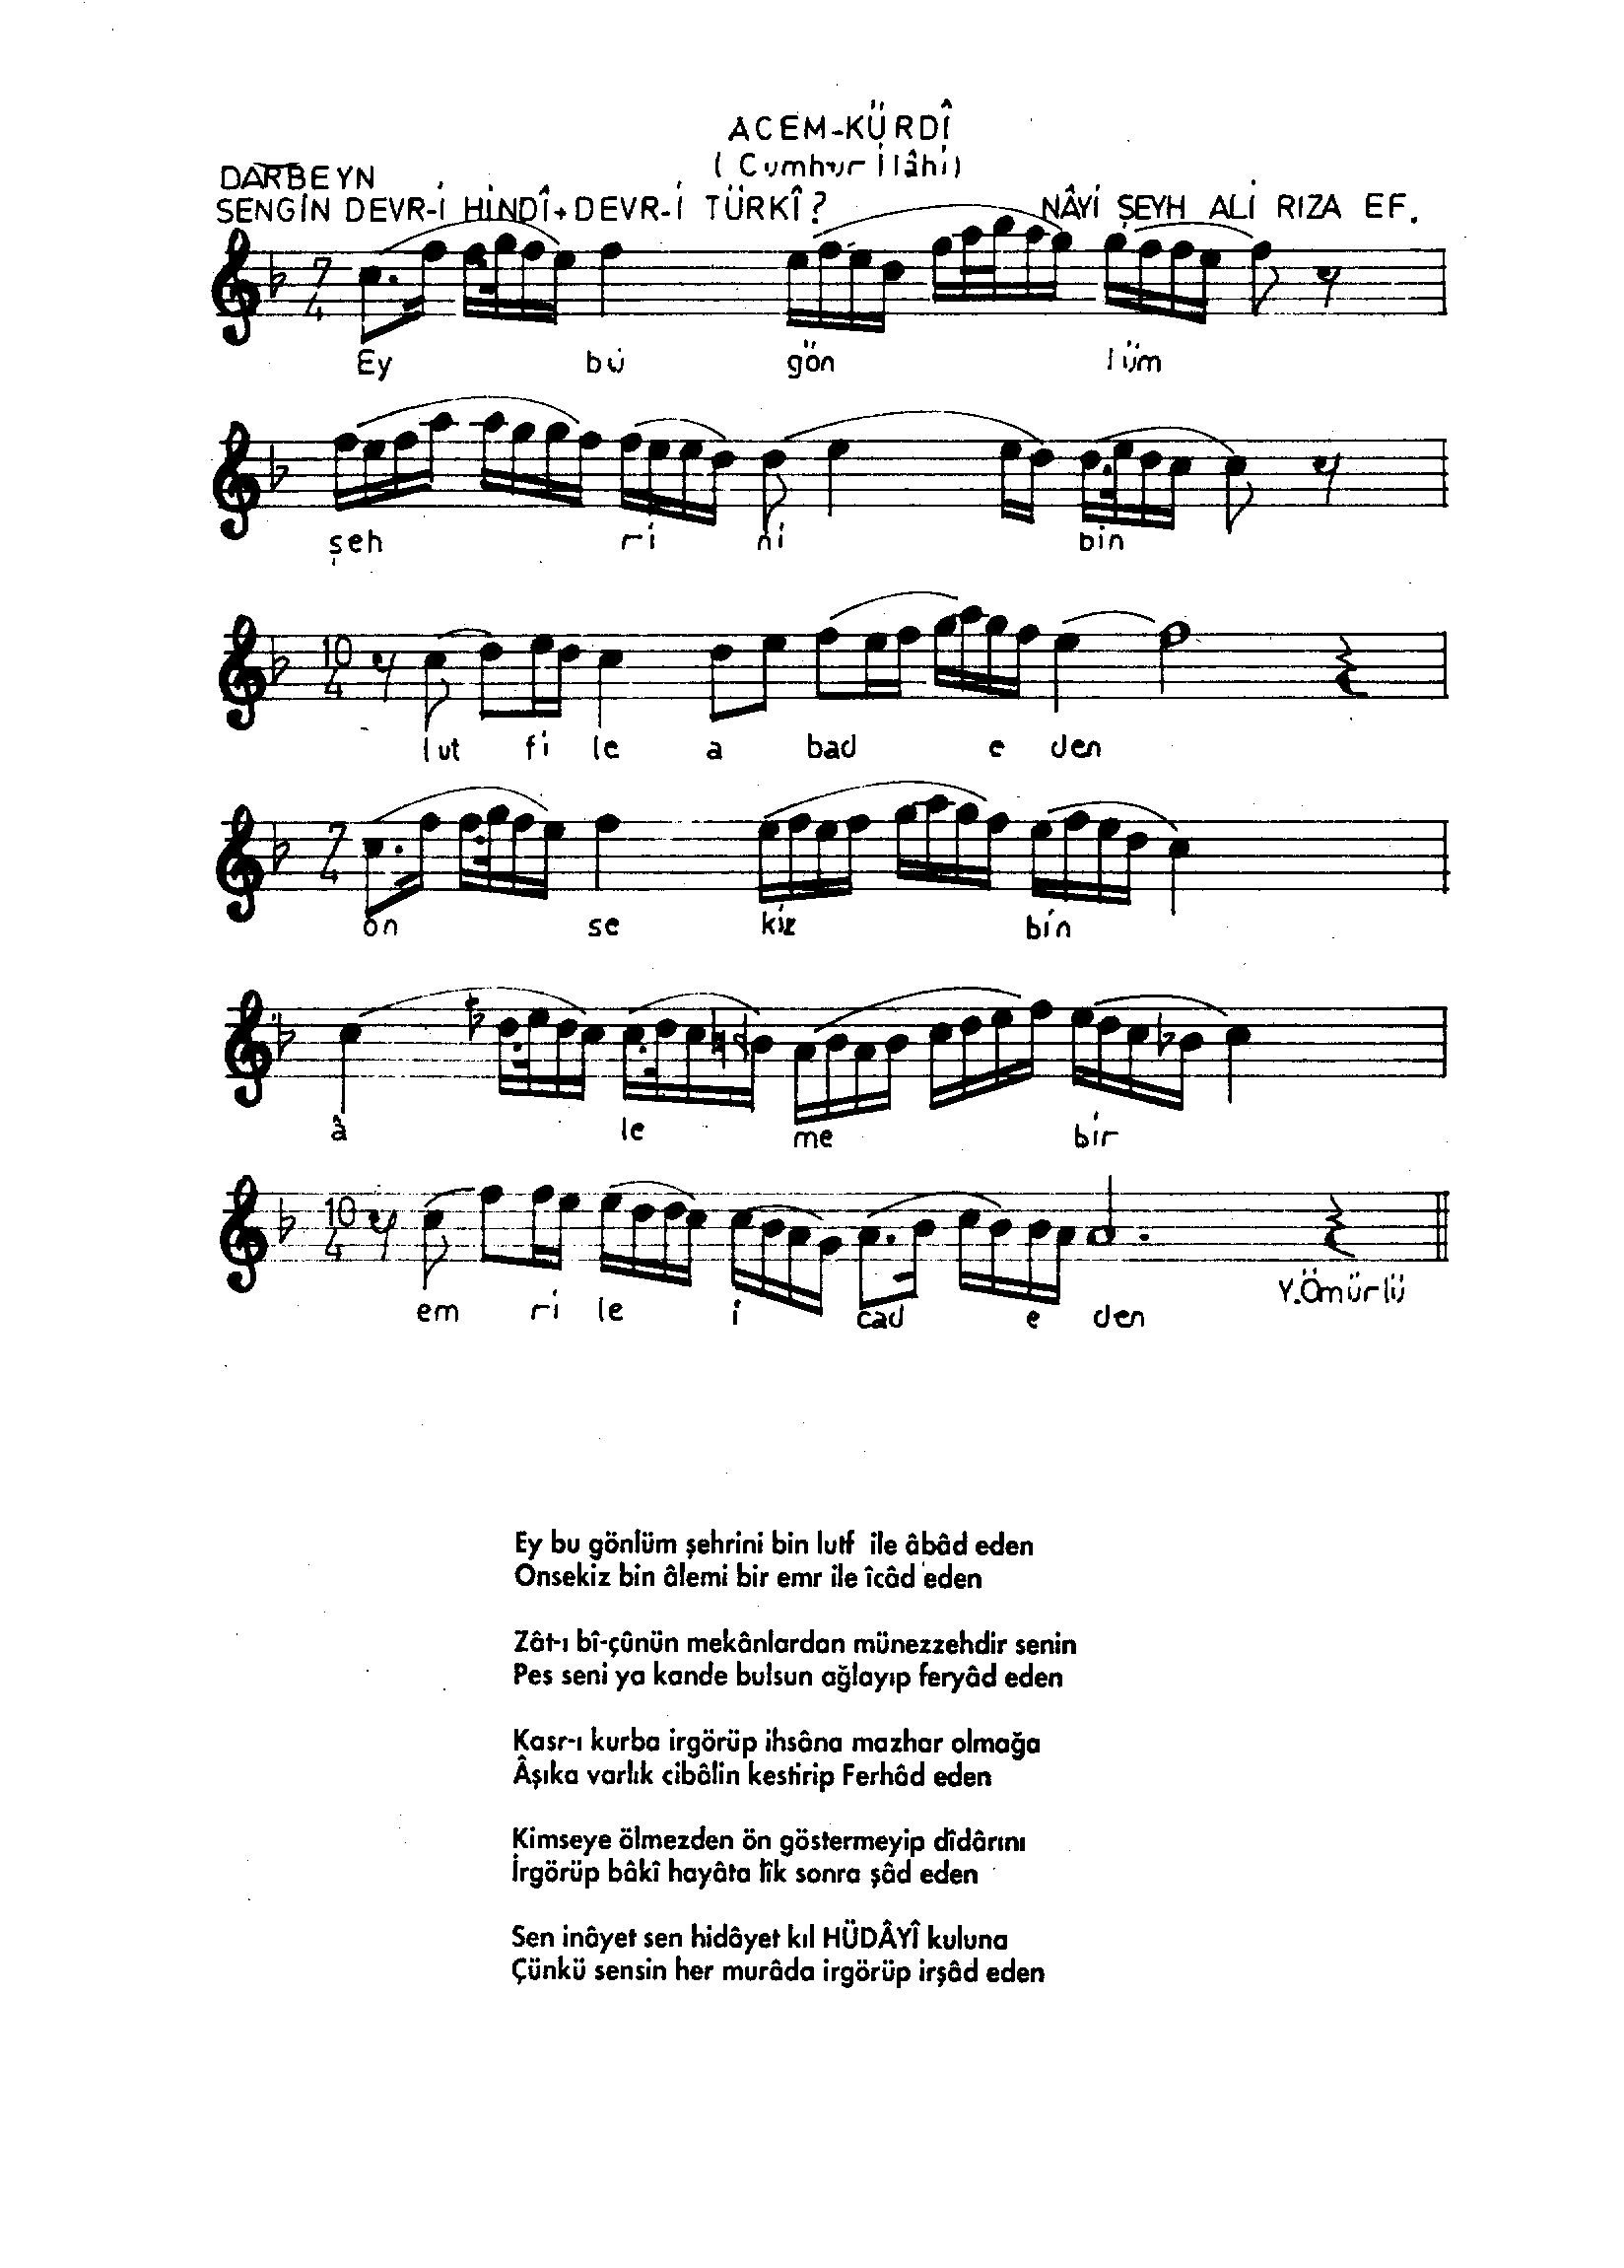 ACEM-KÜRDÎ
(Cumhur İlâhi)
DARBEYN
SENGİN DEVR-İ HİNDÎ+DEVR-İ TÜRKÎ?
NÂYİ ŞEYH ALİ RIZA EF.
7
4
Ey bu gön lüm
şeh ri ni bin
10
4
lut fi le a bad e den
7
4
on se kiz bin
â le me bir
10
4
em ri le i cad e den
Y.Ömürlü
Ey bu gönlüm şehrini bin lutf ile âbâd eden
Onsekiz bin âlemi bir emr ile îcâd eden
Zât-ı bî-çûnün mekânlardan münezzehdir senin
Pes seni ya kande bulsun ağlayıp feryâd eden
Kasr-ı kurba irgörüp ihsâna mazhar olmağa
Âşıka varlık cibâlin kestirip Ferhâd eden
Kimseye ölmezden ön göstermeyip dîdârını
İrgörüp bâkî hayâta lîk sonra şâd eden
Sen inâyet sen hidâyet kıl HÜDÂYÎ kuluna
Çünkü sensin her murâda irgörüp irşâd eden